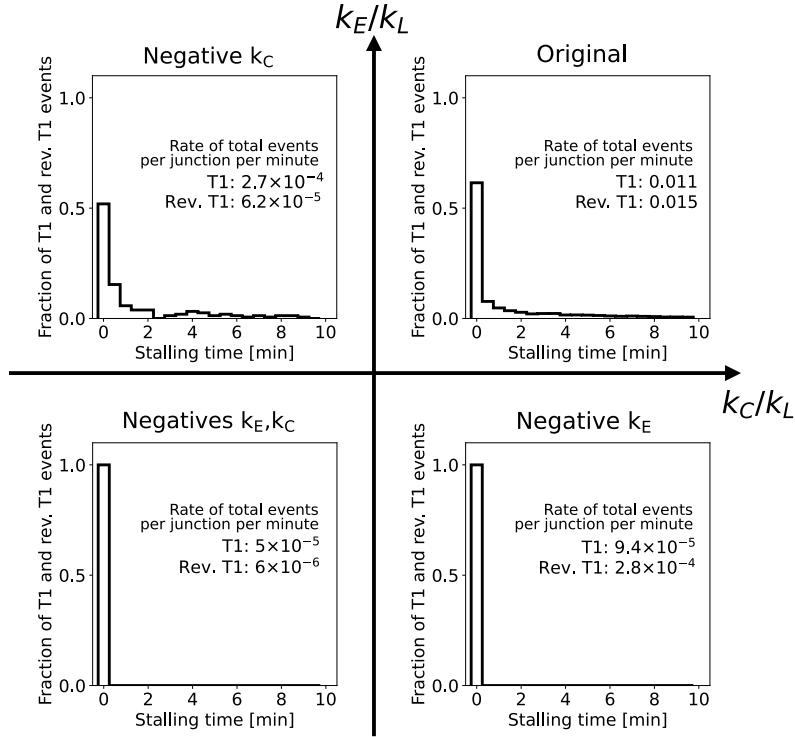 k_E/k_L
Negative k_C
Fraction of T1 and rev. T1 events
1.0
0.5
0.0
Rate of total events
per junction per minute
T1: 2.7×10⁻⁴
Rev. T1: 6.2×10⁻⁵
0 2 4 6 8 10
Stalling time [min]
Original
Fraction of T1 and rev. T1 events
1.0
0.5
0.0
Rate of total events
per junction per minute
T1: 0.011
Rev. T1: 0.015
0 2 4 6 8 10
Stalling time [min]
k_C/k_L
Negatives k_E,k_C
Fraction of T1 and rev. T1 events
1.0
0.5
0.0
Rate of total events
per junction per minute
T1: 5×10⁻⁵
Rev. T1: 6×10⁻⁶
0 2 4 6 8 10
Stalling time [min]
Negative k_E
Fraction of T1 and rev. T1 events
1.0
0.5
0.0
Rate of total events
per junction per minute
T1: 9.4×10⁻⁵
Rev. T1: 2.8×10⁻⁴
0 2 4 6 8 10
Stalling time [min]